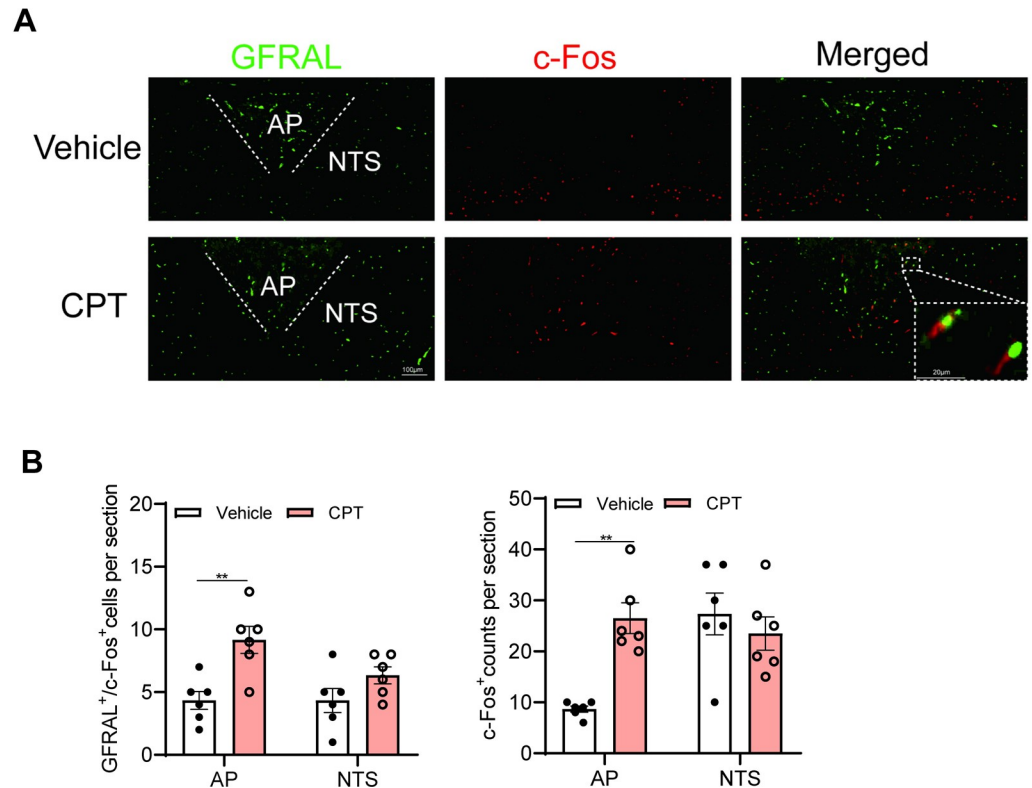 A
GFRAL c-Fos Merged
Vehicle
AP
NTS
CPT
AP
NTS
100μm
20μm
B
GFRAL⁺/c-Fos⁺cells per section
20
15
10
5
0
Vehicle CPT
**
AP NTS
c-Fos⁺counts per section
50
40
30
20
10
0
Vehicle CPT
**
AP NTS